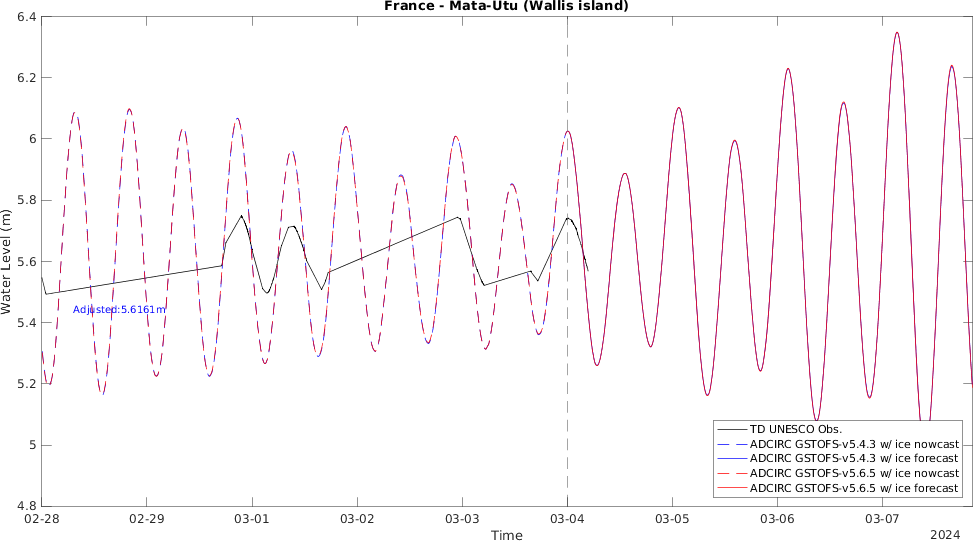 France - Mata-Utu (Wallis island)
6.4
6.2
6
5.8
5.6
5.4
5.2
5
4.8
Water Level (m)
Adjusted:5.6161m
TD UNESCO Obs.
ADCIRC GSTOFS-v5.4.3 w/ ice nowcast
ADCIRC GSTOFS-v5.4.3 w/ ice forecast
ADCIRC GSTOFS-v5.6.5 w/ ice nowcast
ADCIRC GSTOFS-v5.6.5 w/ ice forecast
02-28 02-29 03-01 03-02 03-03 03-04 03-05 03-06 03-07
Time
2024